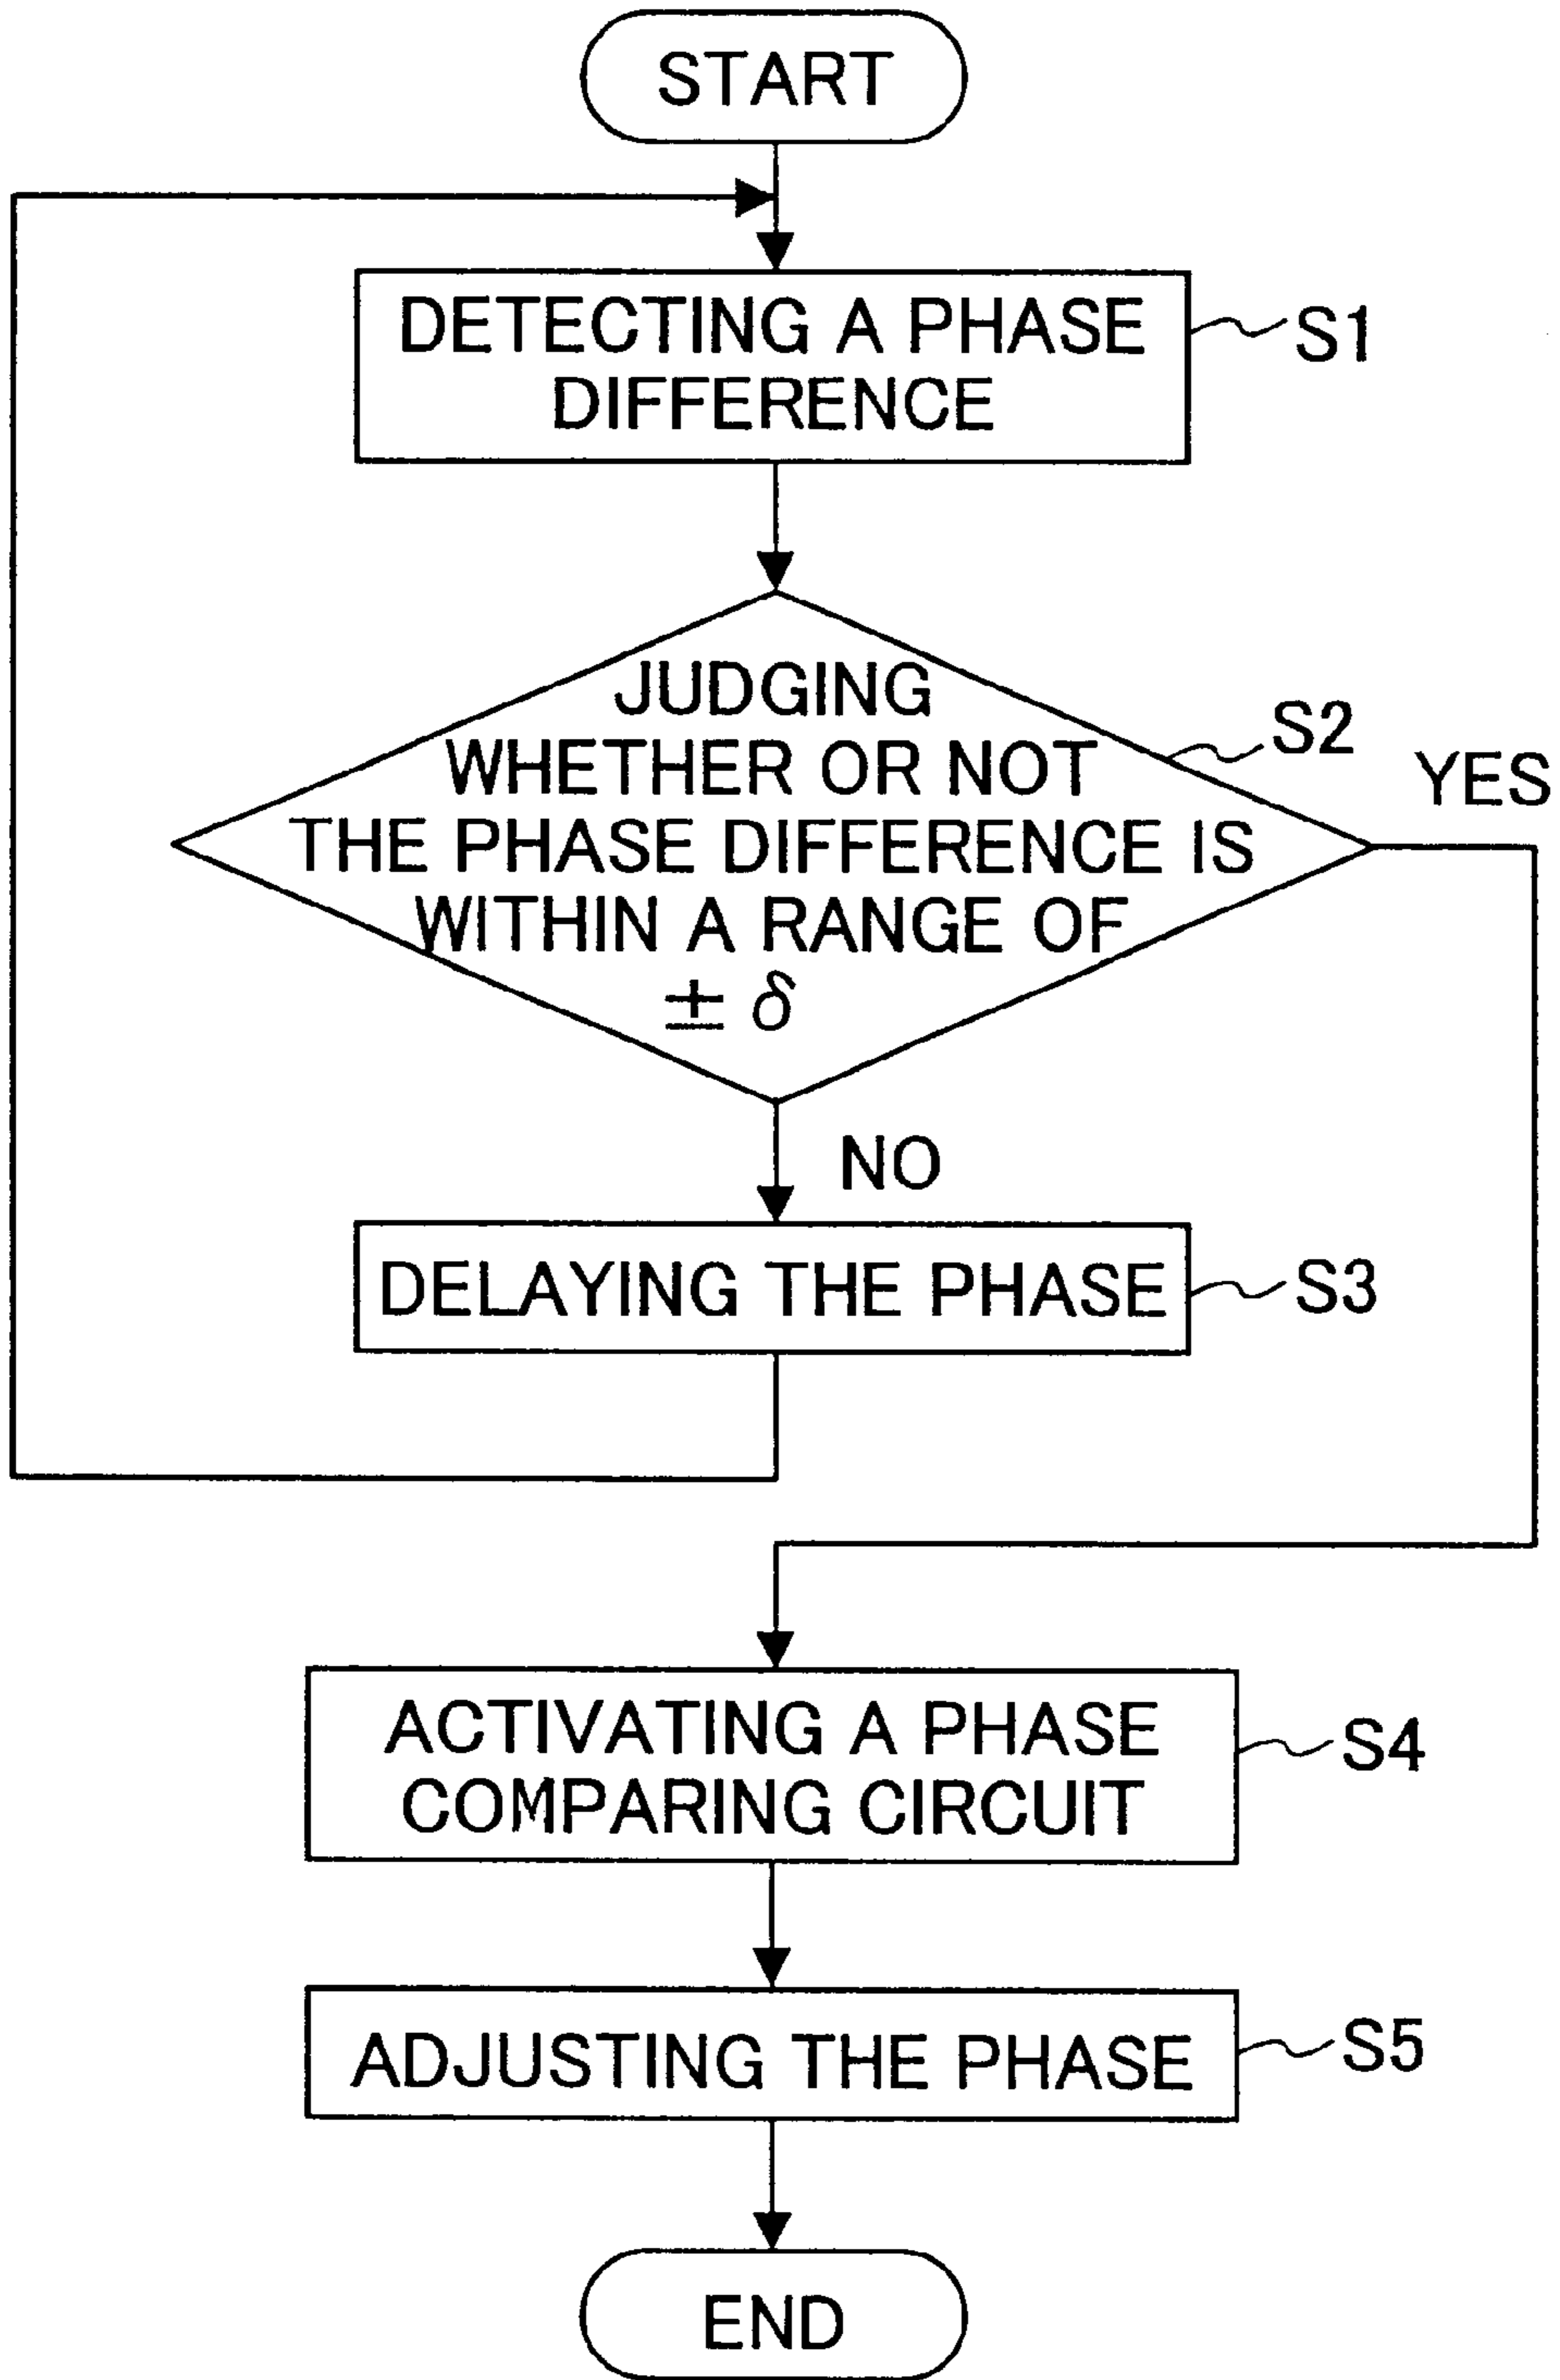 START
DETECTING A PHASE
DIFFERENCE
S1
JUDGING
WHETHER OR NOT
THE PHASE DIFFERENCE IS
WITHIN A RANGE OF
± δ
S2
YES
NO
DELAYING THE PHASE
S3
ACTIVATING A PHASE
COMPARING CIRCUIT
S4
ADJUSTING THE PHASE
S5
END